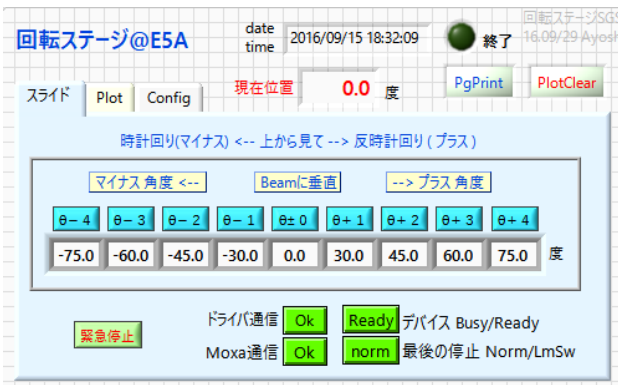 回転ステージSGS
回転ステージ@E5A
date
time
2016/09/15 18:32:09
終了
16.09/29 Ayosh
現在位置
0.0
度
PgPrint
PlotClear
スライド
Plot
Config
時計回り(マイナス) <-- 上から見て --> 反時計回り ( プラス )
マイナス 角度 <--
Beamに垂直
--> プラス 角度
θ− 4
θ− 3
θ− 2
θ− 1
θ± 0
θ+ 1
θ+ 2
θ+ 3
θ+ 4
-75.0
-60.0
-45.0
-30.0
0.0
30.0
45.0
60.0
75.0
度
緊急停止
ドライバ通信
Ok
Ready
デバイス Busy/Ready
Moxa通信
Ok
norm
最後の停止 Norm/LmSw